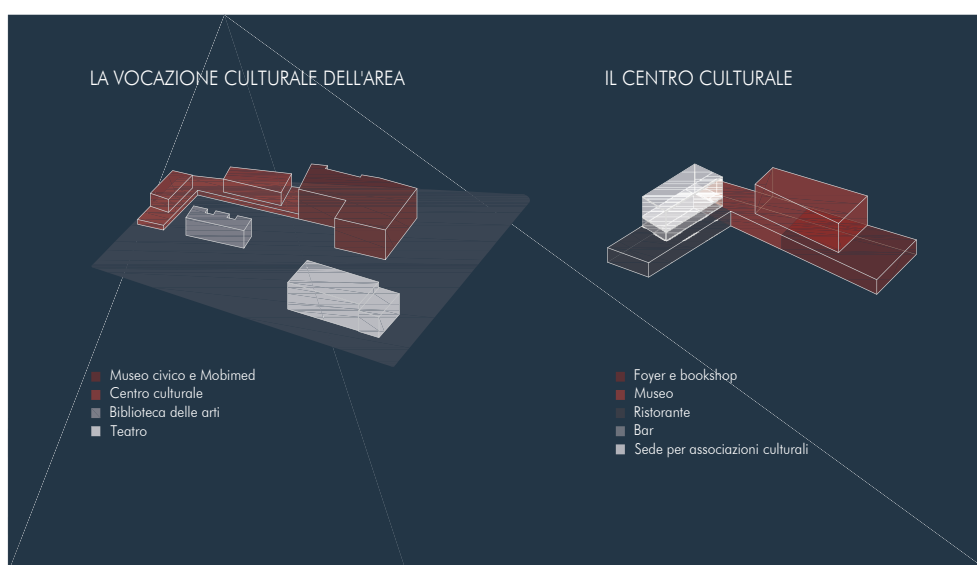 LA VOCAZIONE CULTURALE DELL'AREA
Museo civico e Mobimed
Centro culturale
Biblioteca delle arti
Teatro
IL CENTRO CULTURALE
Foyer e bookshop
Museo
Ristorante
Bar
Sede per associazioni culturali